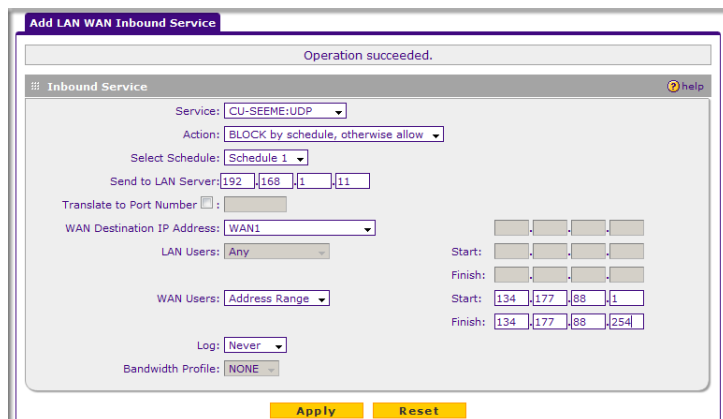 Add LAN WAN Inbound Service
Operation succeeded.
Inbound Service
help
Service: CU-SEEME:UDP
Action: BLOCK by schedule, otherwise allow
Select Schedule: Schedule 1
Send to LAN Server: 192 . 168 . 1 . 11
Translate to Port Number :
WAN Destination IP Address: WAN1 . . .
LAN Users: Any Start: . . .
Finish: . . .
WAN Users: Address Range Start: 134 . 177 . 88 . 1
Finish: 134 . 177 . 88 . 254
Log: Never
Bandwidth Profile: NONE
Apply Reset